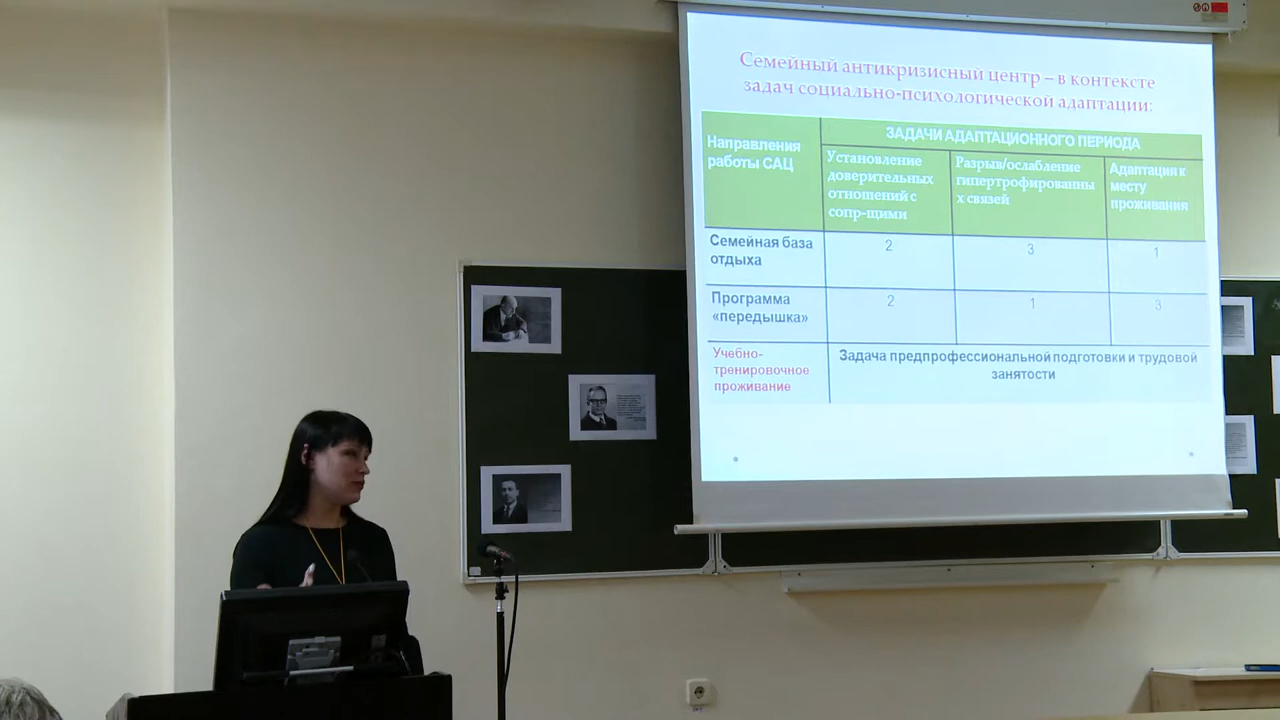 Семейный антикризисный центр – в контексте
задач социально-психологической адаптации:
Направления
работы САЦ
ЗАДАЧИ АДАПТАЦИОННОГО ПЕРИОДА
Установление
доверительных
отношений с
сопр-щими
Разрыв/ослабление
гипертрофированны
х связей
Адаптация к
месту
проживания
Семейная база
отдыха
2
3
1
Программа
«передышка»
2
1
3
Учебно-
тренировочное
проживание
Задача предпрофессиональной подготовки и трудовой
занятости